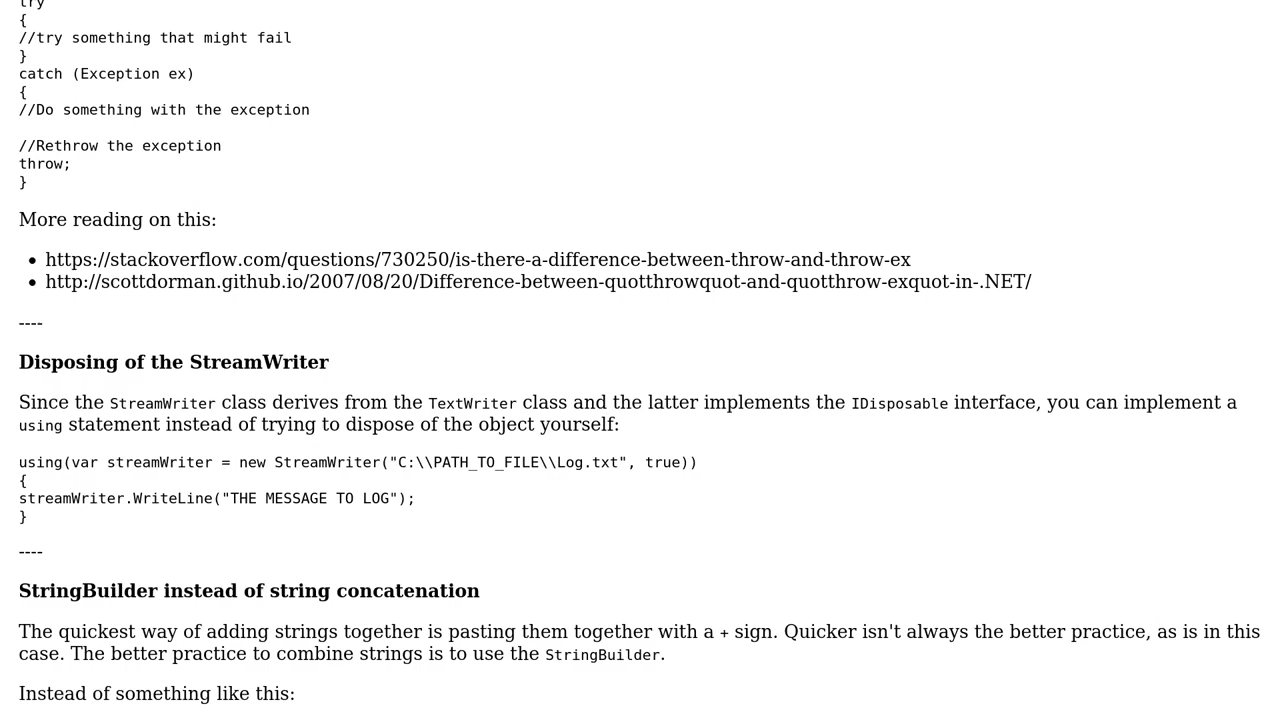 try
{
//try something that might fail
}
catch (Exception ex)
{
//Do something with the exception
//Rethrow the exception
throw;
}
More reading on this:
• https://stackoverflow.com/questions/730250/is-there-a-difference-between-throw-and-throw-ex
• http://scottdorman.github.io/2007/08/20/Difference-between-quotthrowquot-and-quotthrow-exquot-in-.NET/
----
Disposing of the StreamWriter
Since the StreamWriter class derives from the TextWriter class and the latter implements the IDisposable interface, you can implement a
using statement instead of trying to dispose of the object yourself:
using(var streamWriter = new StreamWriter("C:\\PATH_TO_FILE\\Log.txt", true))
{
streamWriter.WriteLine("THE MESSAGE TO LOG");
}
----
StringBuilder instead of string concatenation
The quickest way of adding strings together is pasting them together with a + sign. Quicker isn't always the better practice, as is in this
case. The better practice to combine strings is to use the StringBuilder.
Instead of something like this: